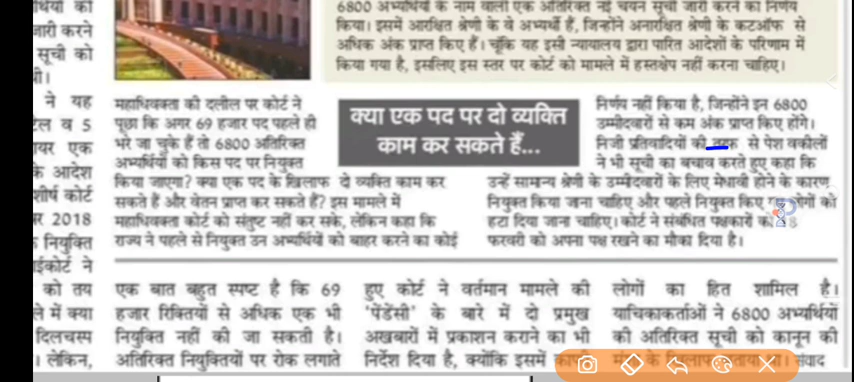 थियों का
जारी करने
सूची को
थी।
ने यह
व 5
यर एक
के आदेश
शीर्ष कोर्ट
र 2018
नियुक्ति
ईकोर्ट ने
को तय
ले में क्या
दिलचस्प
। लेकिन,
6800 अभ्यर्थियों के नाम वाली एक अतिरिक्त नई चयन सूची जारी करने का निर्णय
किया। इसमें आरक्षित श्रेणी के वे अभ्यर्थी हैं, जिन्होंने अनारक्षित श्रेणी के कटऑफ से
अधिक अंक प्राप्त किए हैं। चूंकि यह इसी न्यायालय द्वारा पारित आदेशों के परिणाम में
किया गया है, इसलिए इस स्तर पर कोर्ट को मामले में हस्तक्षेप नहीं करना चाहिए।
क्या एक पद पर दो व्यक्ति
काम कर सकते हैं...
महाधिवक्ता की दलील पर कोर्ट ने
पूछा कि अगर 69 हजार पद पहले ही
भरे जा चुके हैं तो 6800 अतिरिक्त
अभ्यर्थियों को किस पद पर नियुक्त
किया जाएगा? क्या एक पद के खिलाफ दो व्यक्ति काम कर
सकते हैं और वेतन प्राप्त कर सकते हैं? इस मामले में
महाधिवक्ता कोर्ट को संतुष्ट नहीं कर सके, लेकिन कहा कि
राज्य ने पहले से नियुक्त उन अभ्यर्थियों को बाहर करने का कोई
निर्णय नहीं किया है, जिन्होंने इन 6800
उम्मीदवारों से कम अंक प्राप्त किए होंगे।
निजी प्रतिवादियों की तरफ से पेश वकीलों
ने भी सूची का बचाव करते हुए कहा कि
उन्हें सामान्य श्रेणी के उम्मीदवारों के लिए मेधावी होने के कारण
नियुक्त किया जाना चाहिए और पहले नियुक्त किए लोगों को
हटा दिया जाना चाहिए। कोर्ट ने संबंधित पक्षकारों को
फरवरी को अपना पक्ष रखने का मौका दिया है।
एक बात बहुत स्पष्ट है कि 69
हजार रिक्तियों से अधिक एक भी
नियुक्ति नहीं की जा सकती है।
अतिरिक्त नियुक्तियों पर रोक लगाते
हुए कोर्ट ने वर्तमान मामले की
'पेंडेंसी' के बारे में दो प्रमुख
अखबारों में प्रकाशन कराने का भी
निर्देश दिया है, क्योंकि इसमें
लोगों का हित शामिल है।
याचिकाकर्ताओं ने 6800 अभ्यर्थियों
की अतिरिक्त सूची को कानून की
के खिलाफ बताया था। संवाद